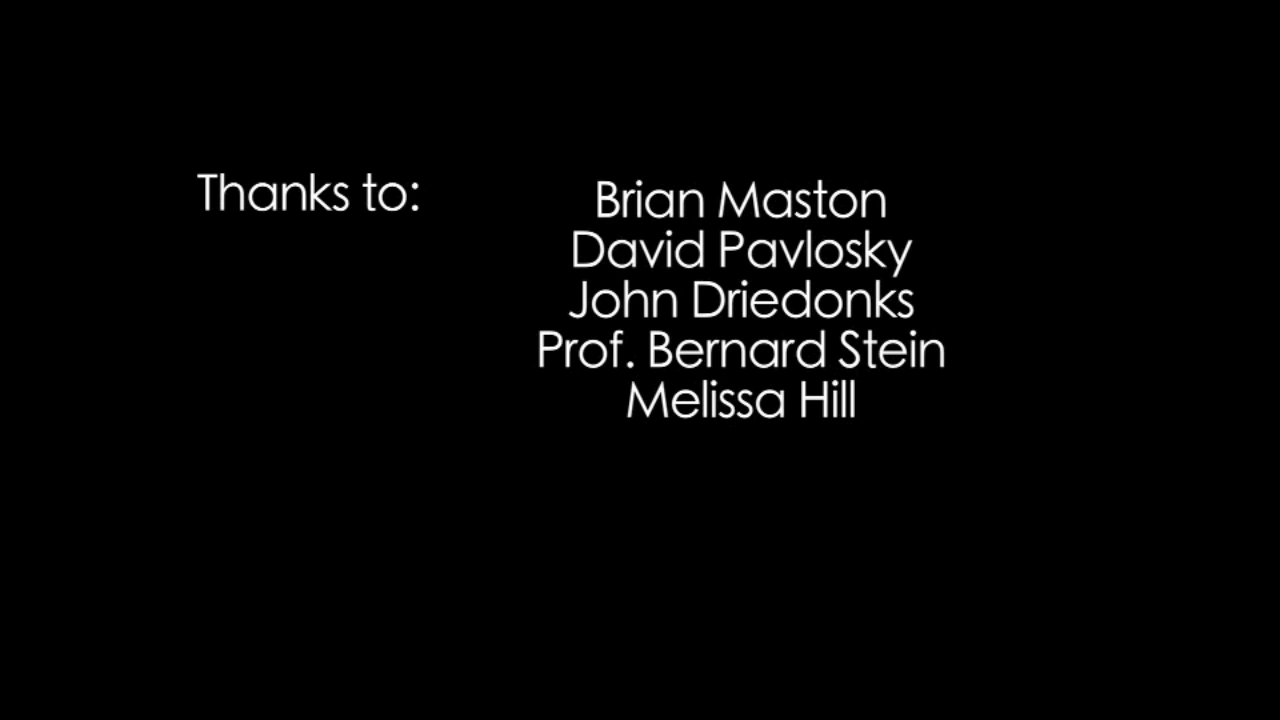 Thanks to:
Brian Maston
David Pavlosky
John Driedonks
Prof. Bernard Stein
Melissa Hill